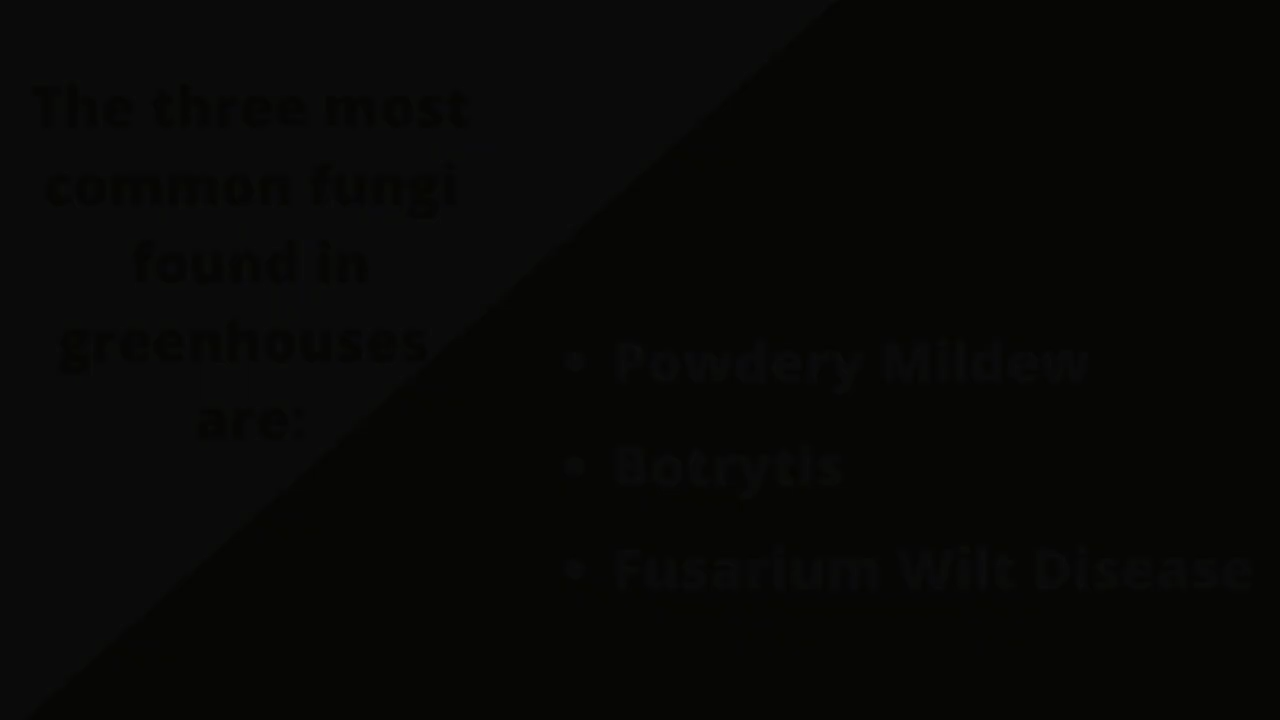 The three most
common fungi
found in
greenhouses
are:
• Powdery Mildew
• Botrytis
• Fusarium Wilt Disease